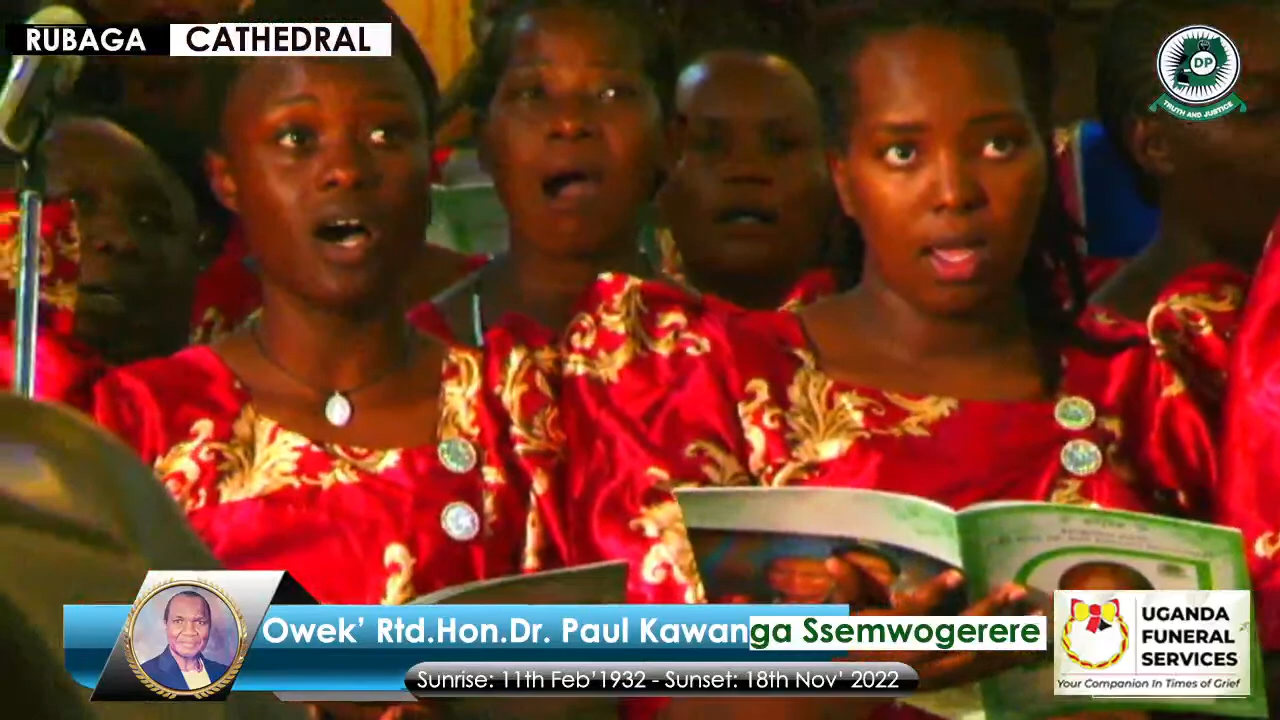 RUBAGA CATHEDRAL
DP
TRUTH AND JUSTICE
Owek’ Rtd.Hon.Dr. Paul Kawanga Ssemwogerere
Sunrise: 11th Feb’1932 - Sunset: 18th Nov’ 2022
UGANDA
FUNERAL
SERVICES
Your Companion In Times of Grief